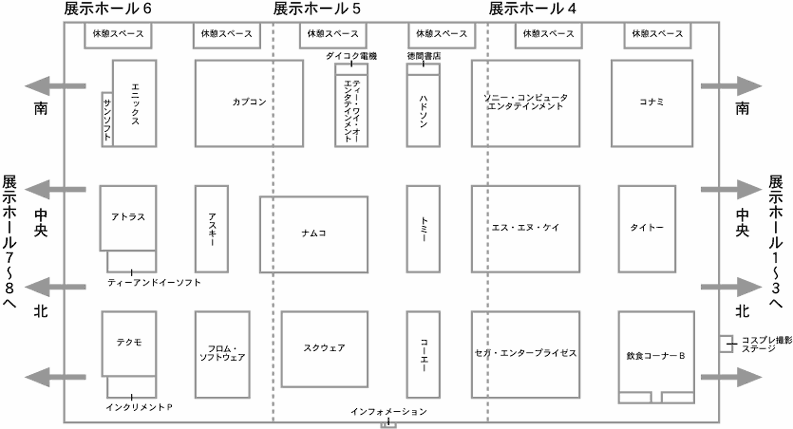 展示ホール6
展示ホール5
展示ホール4
休憩スペース
休憩スペース
休憩スペース
休憩スペース
休憩スペース
休憩スペース
ダイコク電機
徳間書店
南
サンソフト
エニックス
カプコン
ティー・ワイ・オー
エンタテインメント
ハドソン
ソニー・コンピュータ
エンタテインメント
コナミ
南
展示ホール7〜8へ
中央
アトラス
アスキー
ナムコ
トミー
エス・エヌ・ケイ
タイトー
中央
展示ホール1〜3へ
ティーアンドイーソフト
北
北
テクモ
フロム・
ソフトウェア
スクウェア
コーエー
セガ・エンタープライゼス
飲食コーナーB
コスプレ撮影
ステージ
インクリメントP
インフォメーション
i